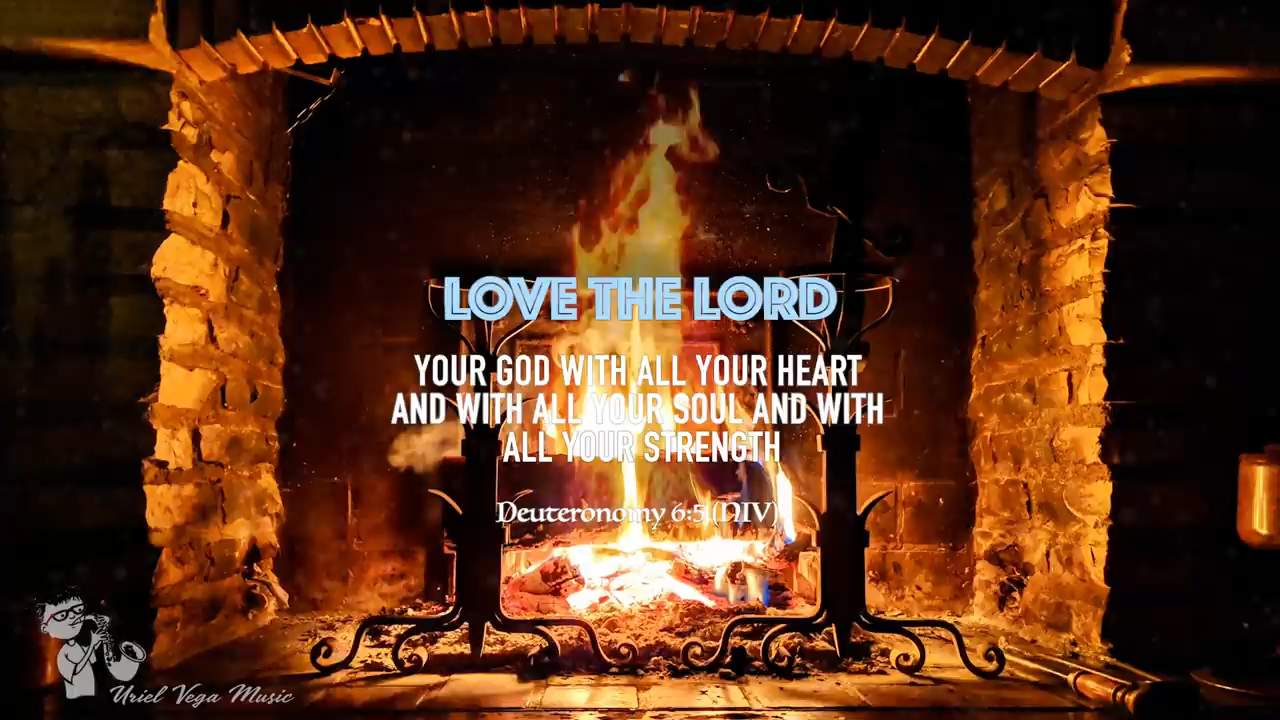 LOVE THE LORD
YOUR GOD WITH ALL YOUR HEART
AND WITH ALL YOUR SOUL AND WITH
ALL YOUR STRENGTH
Deuteronomy 6:5 (NIV)
Uriel Vega Music